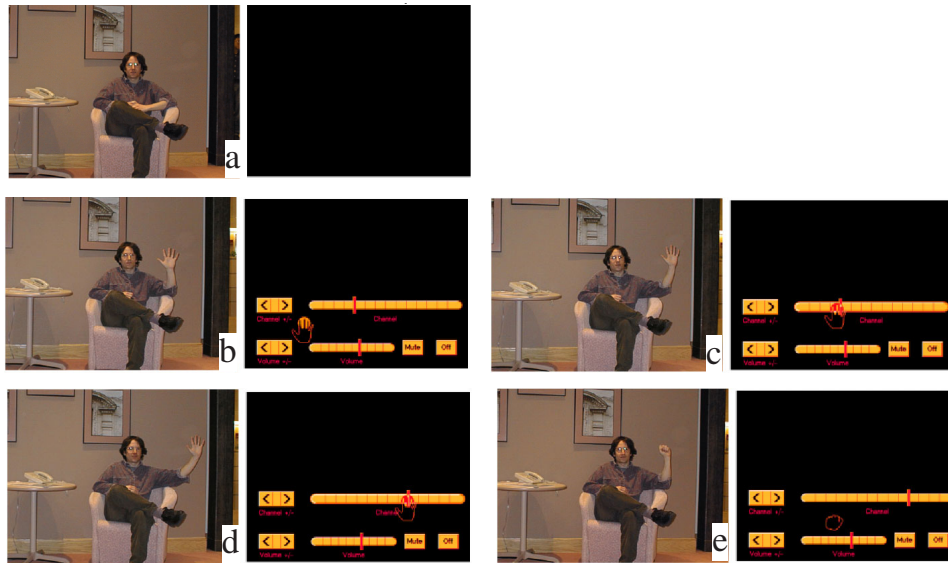 a
b
< >
Channel +/-
Channel
< >
Volume +/-
Volume
Mute
Off
c
< >
Channel +/-
Channel
< >
Volume +/-
Volume
Mute
Off
d
< >
Channel +/-
Channel
< >
Volume +/-
Volume
Mute
Off
e
< >
Channel +/-
Channel
< >
Volume +/-
Volume
Mute
Off